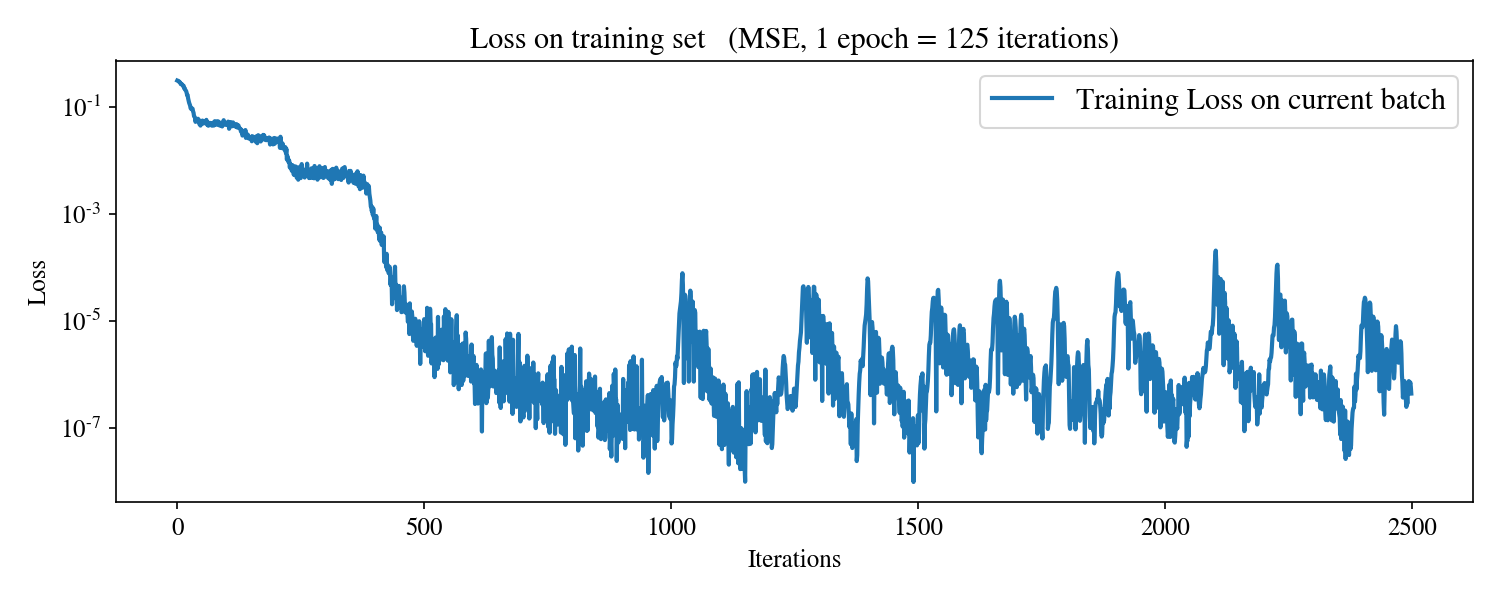 Loss on training set   (MSE, 1 epoch = 125 iterations)
Training Loss on current batch
Loss
10⁻¹
10⁻³
10⁻⁵
10⁻⁷
0 500 1000 1500 2000 2500
Iterations